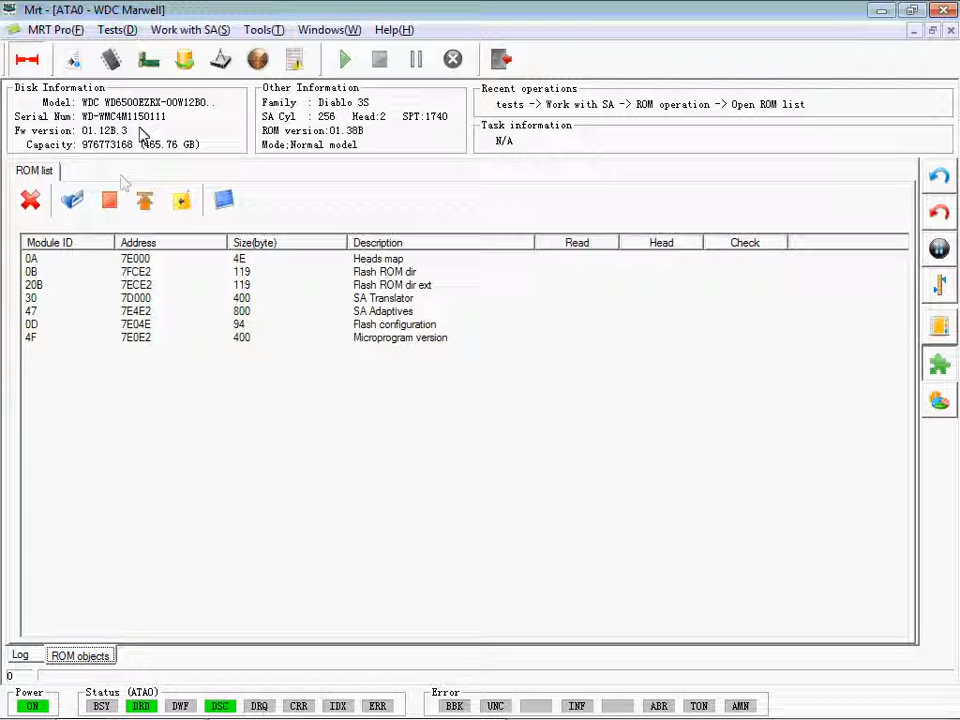 Mrt - [ATA0 - WDC Marwell]
MRT Pro(F) Tests(D) Work with SA(S) Tools(T) Windows(W) Help(H)
Disk Information
Model: WDC WD6500EZRX-00W12B0..
Serial Num: WD-WMC4M1150111
Fw version: 01.12B.3
Capacity: 976773168 (465.76 GB)
Other Information
Family : Diablo 3S
SA Cyl : 256 Head:2 SPT:1740
ROM version:01.38B
Mode:Normal model
Recent operations
tests -> Work with SA -> ROM operation -> Open ROM list
Task information
N/A
ROM list
Module ID Address Size(byte) Description Read Head Check
0A 7E000 4E Heads map
0B 7FCE2 119 Flash ROM dir
20B 7ECE2 119 Flash ROM dir ext
30 7D000 400 SA Translator
47 7E4E2 800 SA Adaptives
0D 7E04E 94 Flash configuration
4F 7E0E2 400 Microprogram version
Log ROM objects
0
Power
ON
Status (ATA0)
BSY DRD DWF DSC DRQ CRR IDX ERR
Error
BBK UNC INF ABR TON AMN